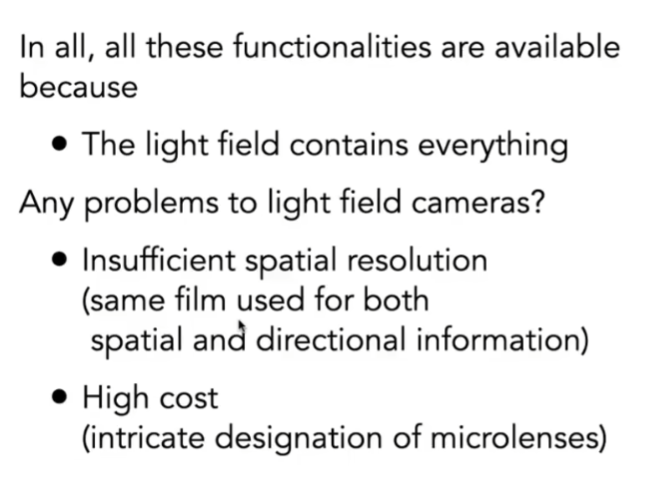 In all, all these functionalities are available
because
• The light field contains everything
Any problems to light field cameras?
• Insufficient spatial resolution
(same film used for both
spatial and directional information)
• High cost
(intricate designation of microlenses)